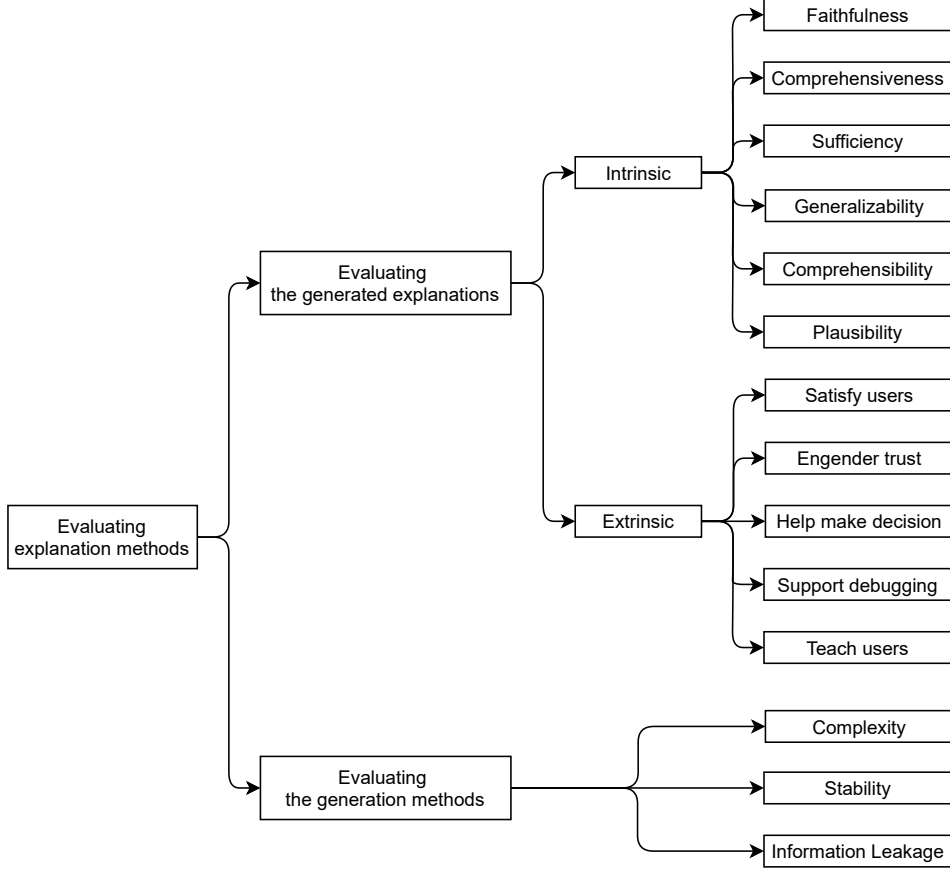 Faithfulness
Comprehensiveness
Sufficiency
Intrinsic
Generalizability
Evaluating
the generated explanations
Comprehensibility
Plausibility
Satisfy users
Engender trust
Evaluating
explanation methods
Extrinsic
Help make decision
Support debugging
Teach users
Complexity
Evaluating
the generation methods
Stability
Information Leakage